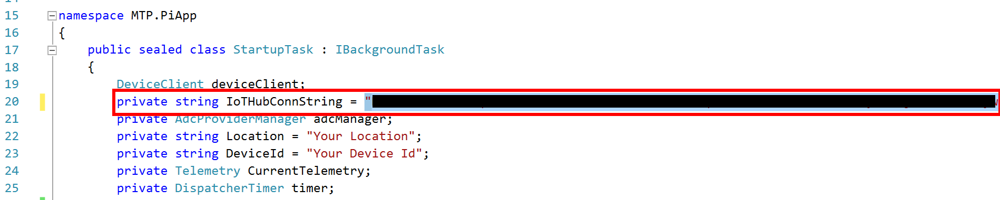 15 namespace MTP.PiApp
16 {
17 public sealed class StartupTask : IBackgroundTask
18 {
19 DeviceClient deviceClient;
20 private string IoTHubConnString = "
21 private AdcProviderManager adcManager;
22 private string Location = "Your Location";
23 private string DeviceId = "Your Device Id";
24 private Telemetry CurrentTelemetry;
25 private DispatcherTimer timer;